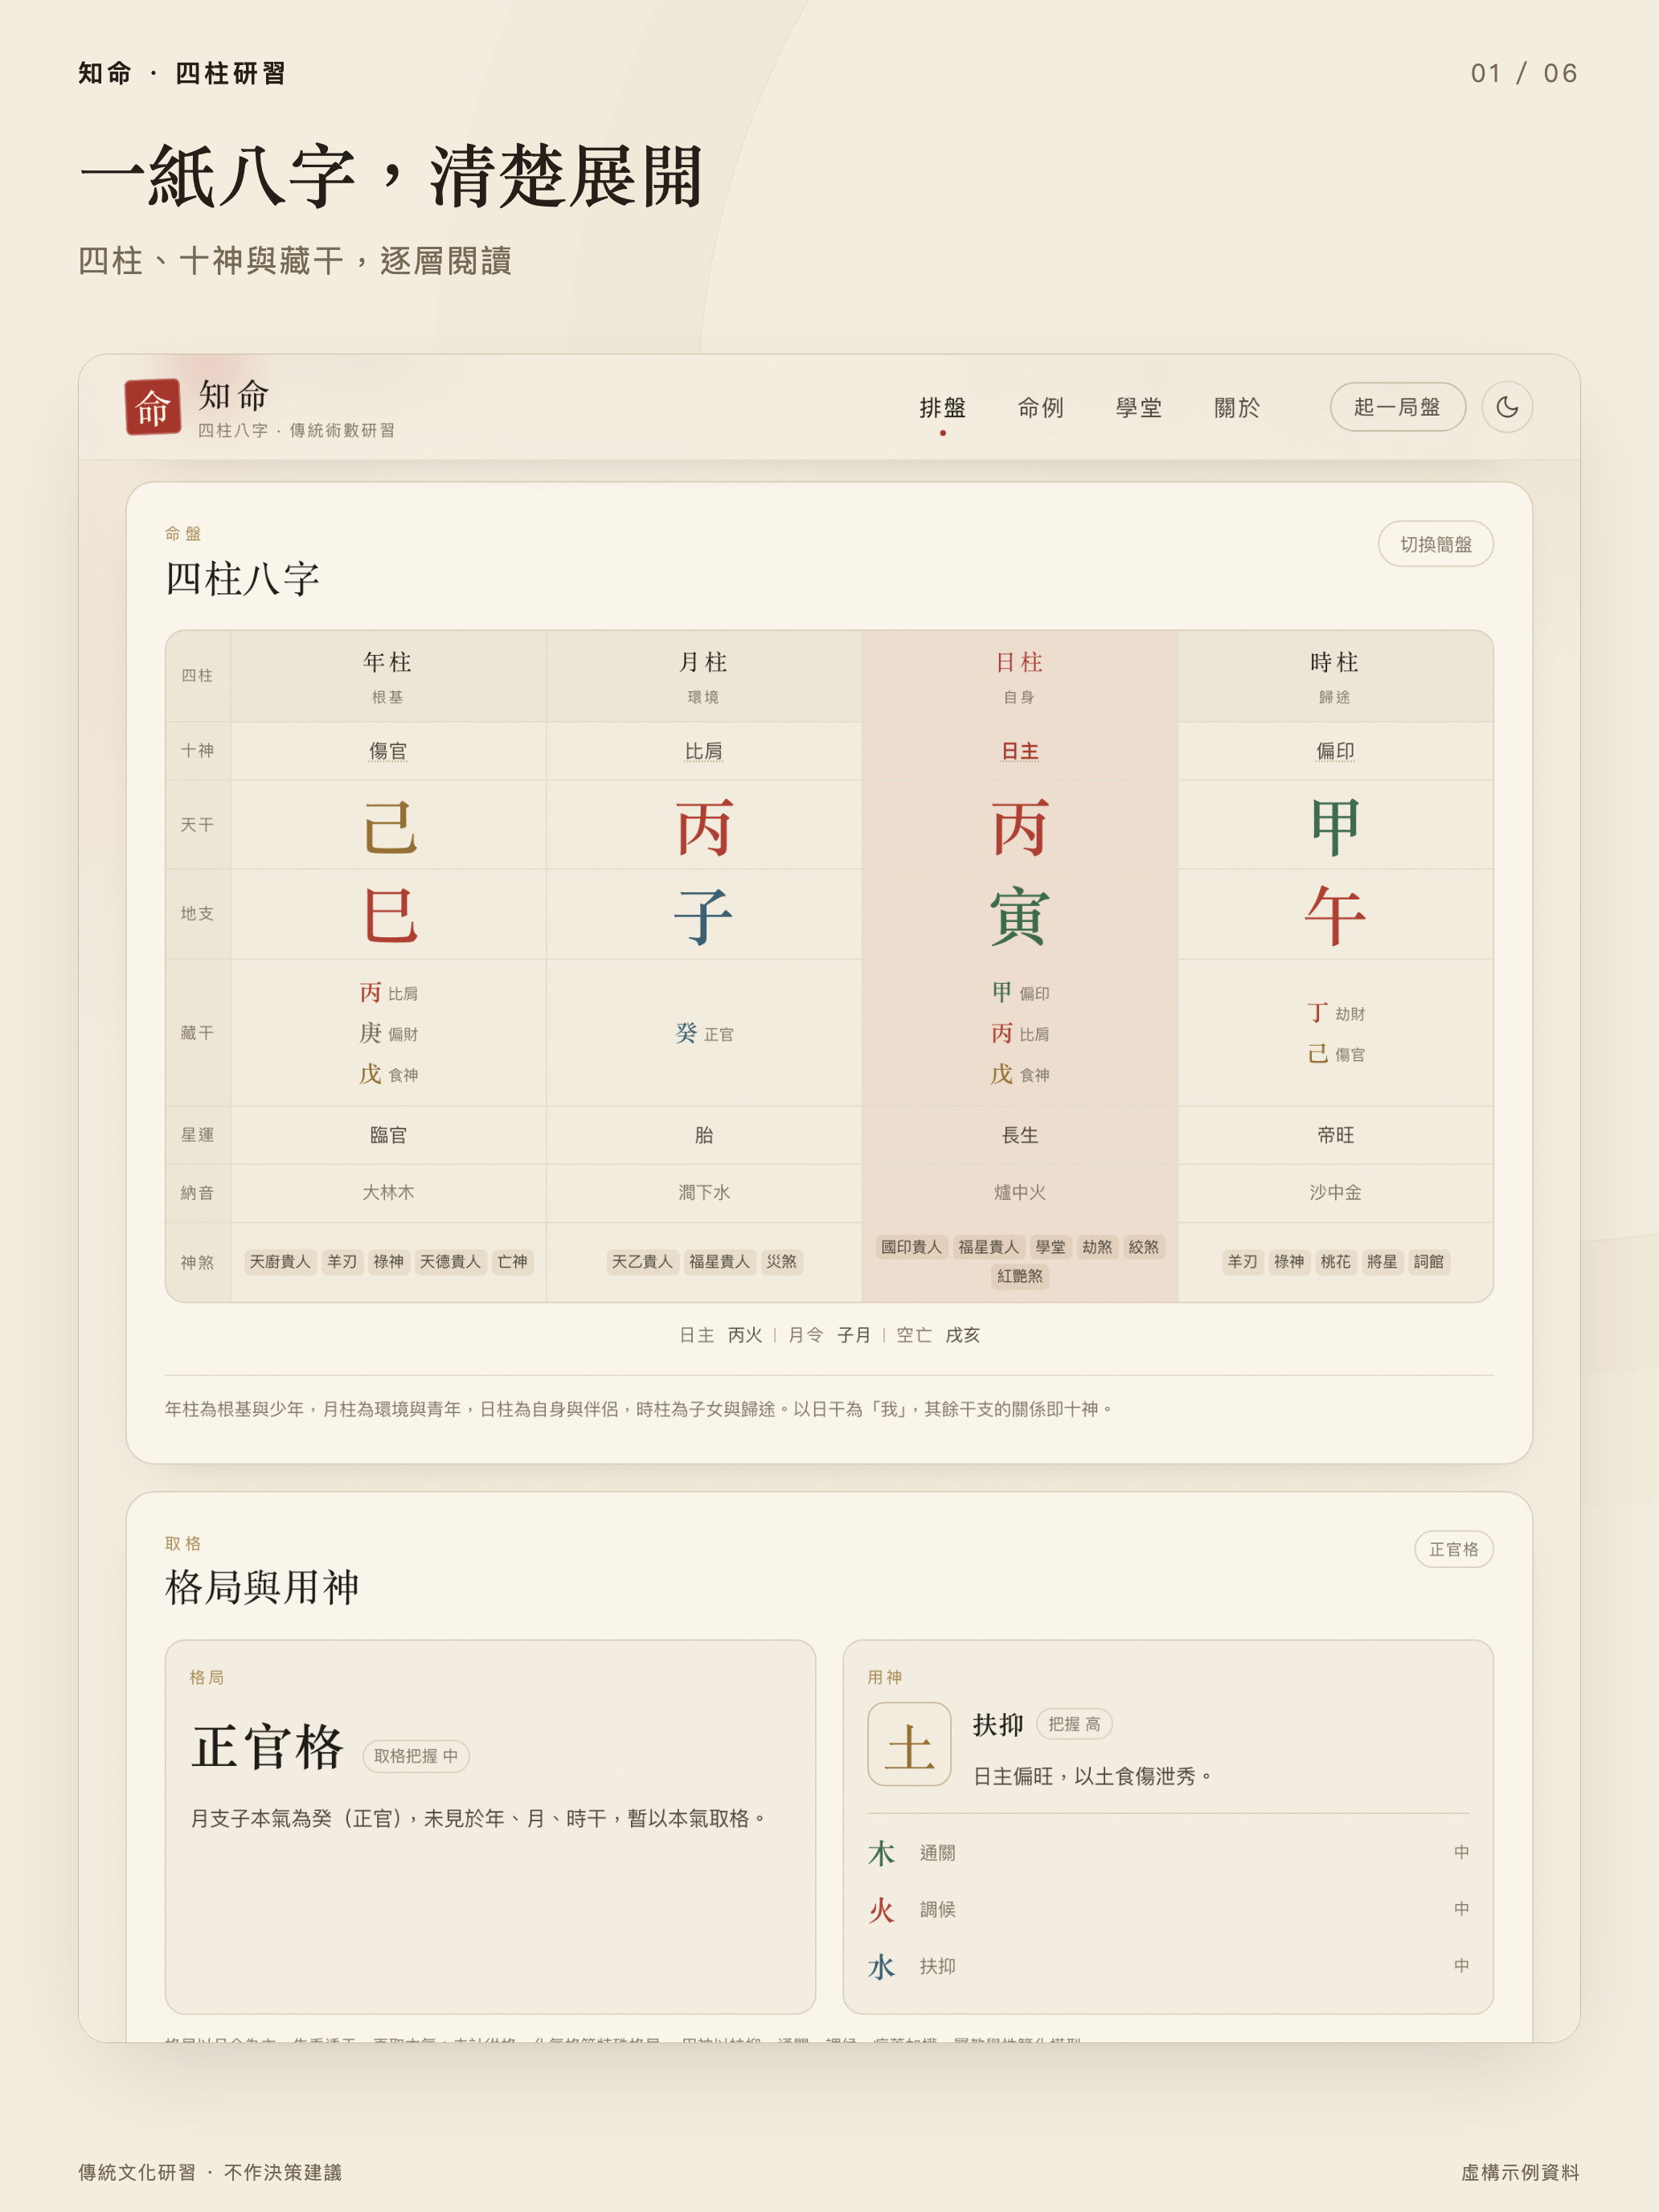 知命 · 四柱研習
01 / 06
一紙八字，清楚展開
四柱、十神與藏干，逐層閱讀
命
知命
四柱八字 · 傳統術數研習
排盤 命例 學堂 關於 起一局盤
命盤
四柱八字
切換簡盤
四柱 年柱 月柱 日柱 時柱
根基 環境 自身 歸途
十神 傷官 比肩 日主 偏印
天干 己 丙 丙 甲
地支 巳 子 寅 午
藏干
丙 比肩
庚 偏財
戊 食神
癸 正官
甲 偏印
丙 比肩
戊 食神
丁 劫財
己 傷官
星運 臨官 胎 長生 帝旺
納音 大林木 澗下水 爐中火 沙中金
神煞
天廚貴人 羊刃 祿神 天德貴人 亡神
天乙貴人 福星貴人 災煞
國印貴人 福星貴人 學堂 劫煞 絞煞
紅艷煞
羊刃 祿神 桃花 將星 詞館
日主 丙火 | 月令 子月 | 空亡 戌亥
年柱為根基與少年，月柱為環境與青年，日柱為自身與伴侶，時柱為子女與歸途。以日干為「我」，其餘干支的關係即十神。
取格
格局與用神
正官格
格局
正官格 取格把握 中
月支子本氣為癸（正官），未見於年、月、時干，暫以本氣取格。
用神
土
扶抑 把握 高
日主偏旺，以土食傷泄秀。
木 通關 中
火 調候 中
水 扶抑 中
傳統文化研習 · 不作決策建議
虛構示例資料